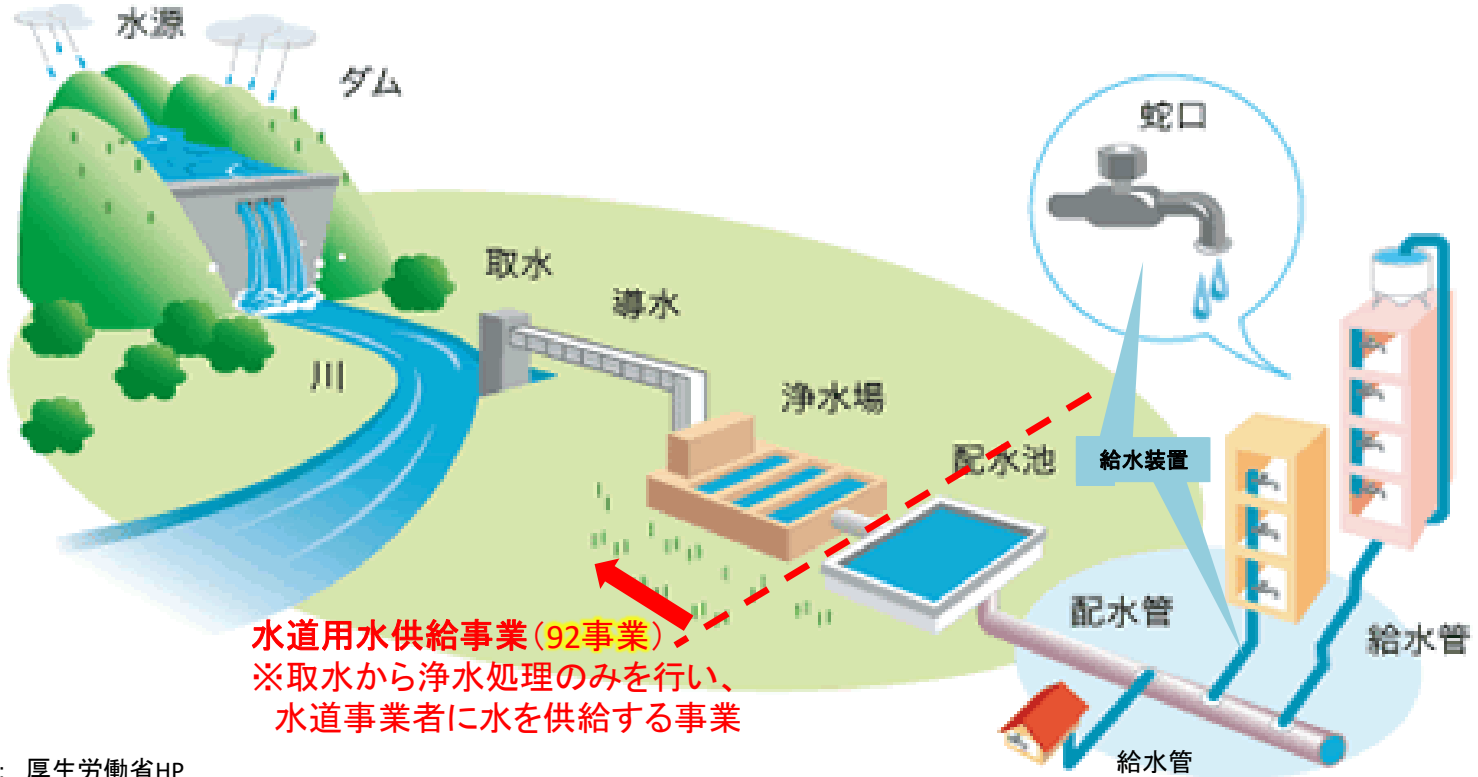 水源
ダム
蛇口
取水
導水
川
浄水場
配水池
給水装置
水道用水供給事業(92事業)
※取水から浄水処理のみを行い、
水道事業者に水を供給する事業
配水管
給水管
給水管
: 厚生労働省HP